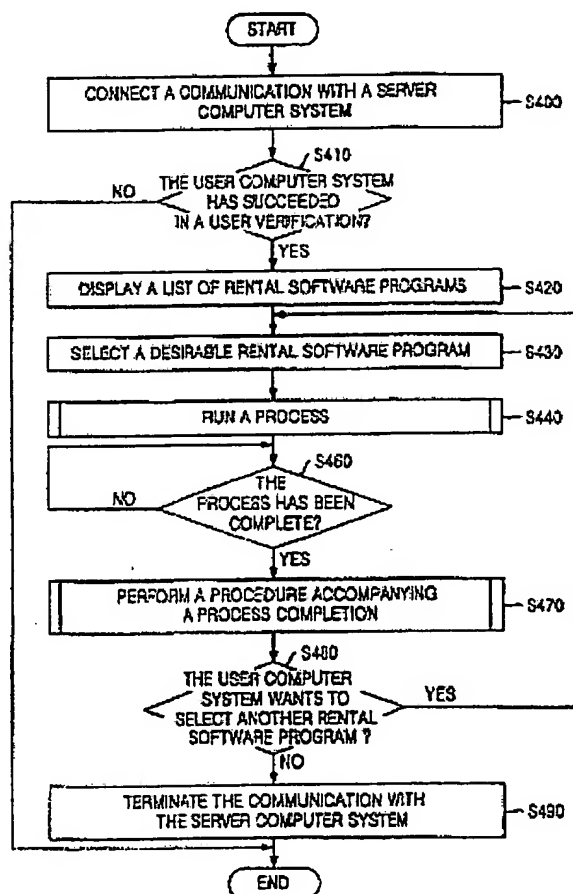 START
CONNECT A COMMUNICATION WITH A SERVER
COMPUTER SYSTEM
S400
S410
NO
THE USER COMPUTER SYSTEM
HAS SUCCEEDED
IN A USER VERIFICATION?
YES
DISPLAY A LIST OF RENTAL SOFTWARE PROGRAMS
S420
SELECT A DESIRABLE RENTAL SOFTWARE PROGRAM
S430
RUN A PROCESS
S440
S460
NO
THE
PROCESS HAS BEEN
COMPLETE?
YES
PERFORM A PROCEDURE ACCOMPANYING
A PROCESS COMPLETION
S470
S480
THE USER COMPUTER
SYSTEM WANTS TO
SELECT ANOTHER RENTAL
SOFTWARE PROGRAM ?
YES
NO
TERMINATE THE COMMUNICATION WITH
THE SERVER COMPUTER SYSTEM
S490
END